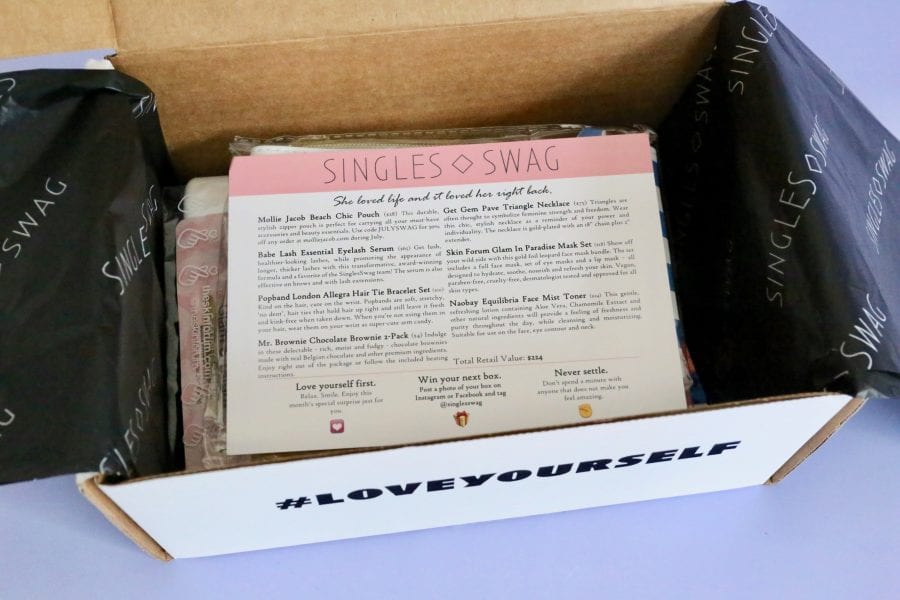 SINGLES SWAG
She loved life and it loved her right back.
Mollie Jacob Beach Chic Pouch ($28) This durable,
stylish zipper pouch is perfect for carrying all your must-have
accessories and beauty essentials. Use code JULYSWAG for 30%
off any order at molliejacob.com during July.
Babe Lash Essential Eyelash Serum ($65) Get lush,
healthier-looking lashes, while promoting the appearance of
longer, thicker lashes with this transformative, award-winning
formula and a favorite of the SinglesSwag team! The serum is also
effective on brows and with lash extensions.
Popband London Allegra Hair Tie Bracelet Set
Kind on the hair, cute on the wrist. Popbands are soft, stretchy,
'no dent', hair ties that hold hair up right and still leave it fresh
and kink-free when taken down. When you're not using them in
your hair, wear them on your wrist as super-cute arm candy.
Mr. Brownie Chocolate Brownie 2-Pack ($4) Indulge
in these delectable - rich, moist and fudgy - chocolate brownies
made with real Belgian chocolate and other premium ingredients.
Enjoy right out of the package or follow the included heating
instructions.
Get Gem Pave Triangle Necklace ($75) Triangles are
often thought to symbolize feminine strength and freedom. Wear
this chic, stylish necklace as a reminder of your power and
individuality. The necklace is gold-plated with an 18" chain plus 2"
extender.
Skin Forum Glam In Paradise Mask Set ($18) Show off
your wild side with this gold foil leopard face mask bundle. The set
includes a full face mask, set of eye masks and a lip mask - all
designed to hydrate, soothe, nourish and refresh your skin. Vegan,
paraben-free, cruelty-free, dermatologist tested and approved for all
skin types.
Naobay Equilibria Face Mist Toner ($24) This gentle,
refreshing lotion containing Aloe Vera, Chamomile Extract and
other natural ingredients will provide a feeling of freshness and
purity throughout the day, while cleansing and moisturizing.
Suitable for use on the face, eye contour and neck.
Total Retail Value: $224
Love yourself first.
Relax. Smile. Enjoy this
month's special surprise just for
you.
Win your next box.
Post a photo of your box on
Instagram or Facebook and tag
@singlesswag
Never settle.
Don't spend a minute with
anyone that does not make you
feel amazing.
#LOVEYOURSELF
SWAG
SINGLES
SINGLES
SINGLES SWAG
SWAG